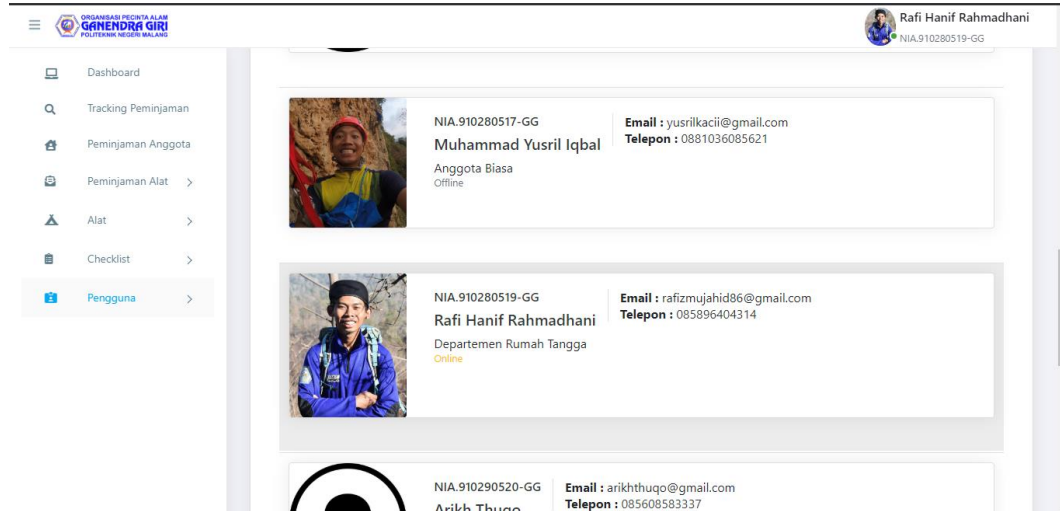 ORGANISASI PECINTA ALAM
GANENDRA GIRI
POLITEKNIK NEGERI MALANG
Rafi Hanif Rahmadhani
NIA.910280519-GG
Dashboard
Tracking Peminjaman
Peminjaman Anggota
Peminjaman Alat
Alat
Checklist
Pengguna
NIA.910280517-GG
Muhammad Yusril Iqbal
Anggota Biasa
Offline
Email : yusrilkacii@gmail.com
Telepon : 0881036085621
NIA.910280519-GG
Rafi Hanif Rahmadhani
Departemen Rumah Tangga
Online
Email : rafizmujahid86@gmail.com
Telepon : 085896404314
NIA.910290520-GG
Arikh Thuqo
Email : arikhthuqo@gmail.com
Telepon : 085608583337